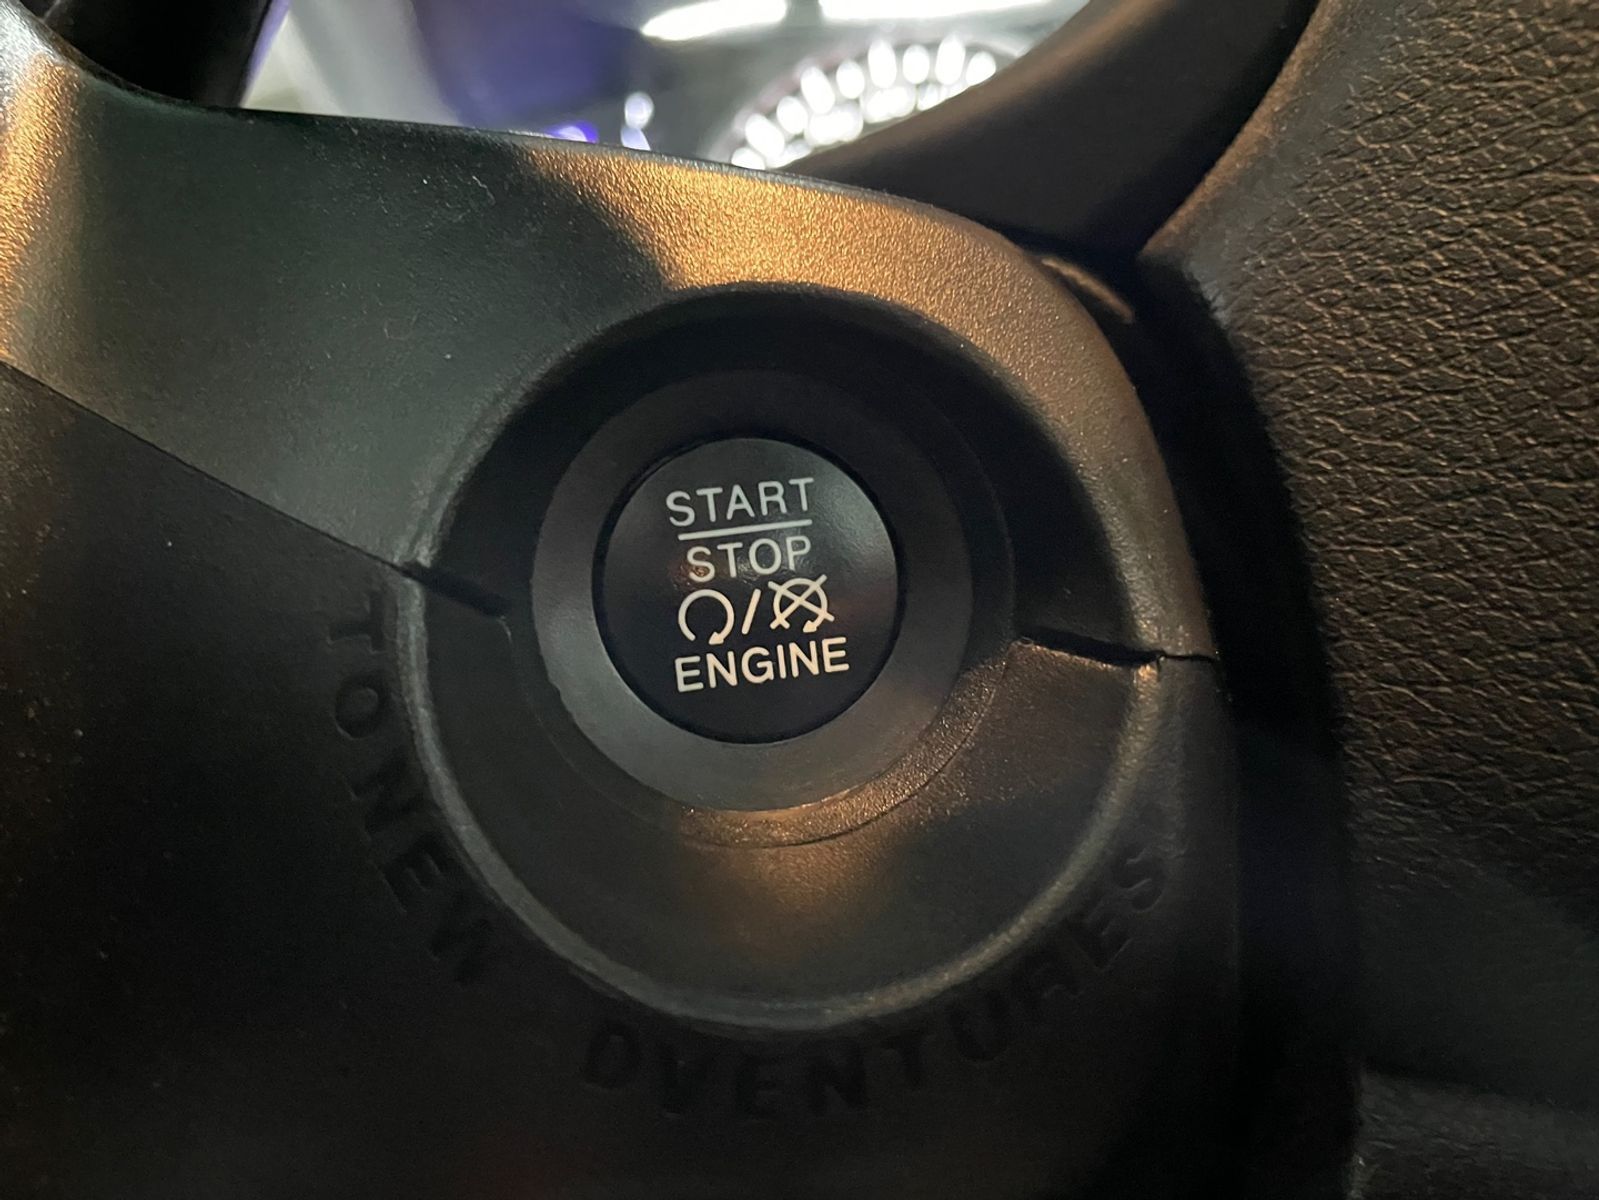 START
STOP
ENGINE
TO NEW
DVENTURES